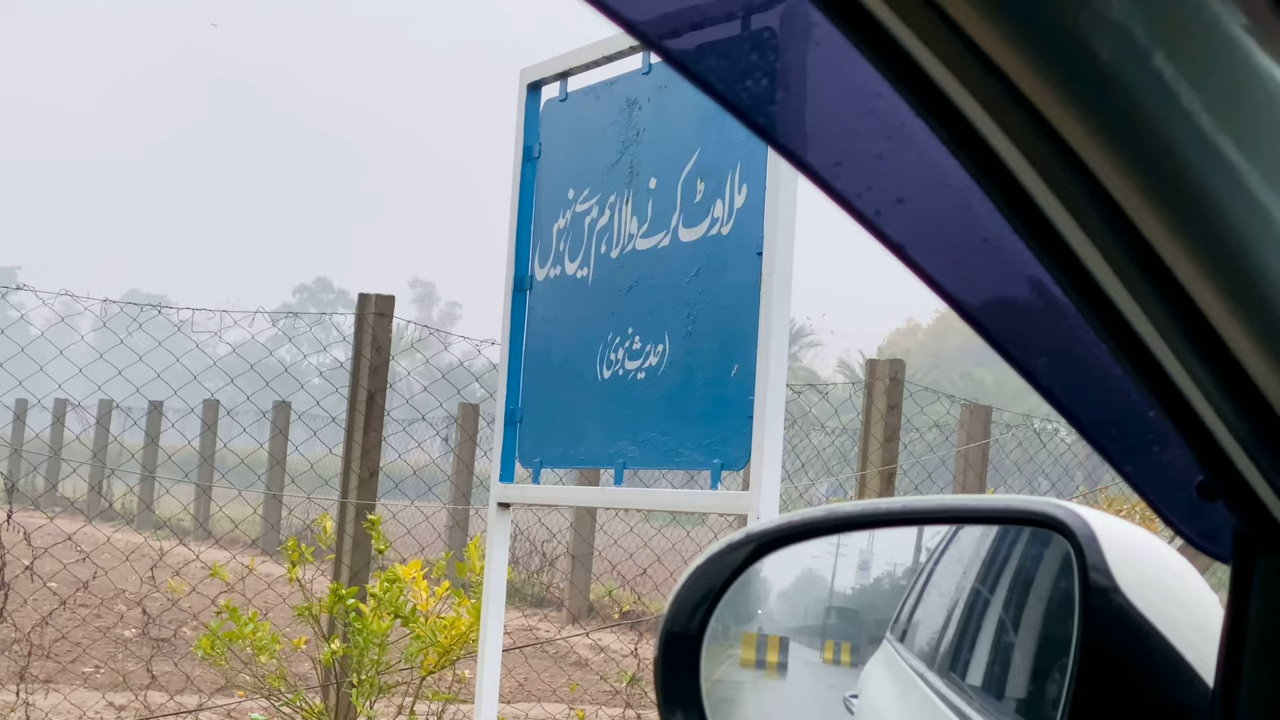 ملاوٹ کرنے والا ہم میں سے نہیں
(حدیثِ نبویؐ)